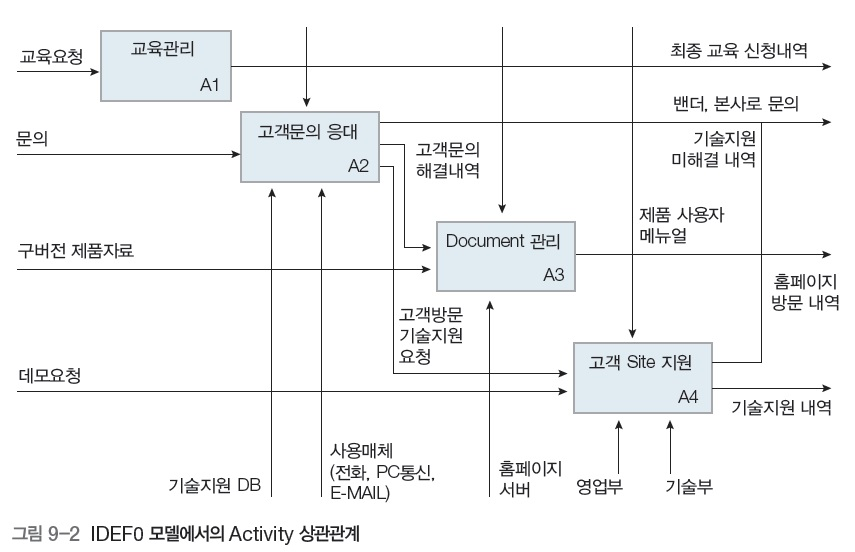 교육요청
교육관리
A1
최종 교육 신청내역
밴더, 본사로 문의
문의
고객문의 응대
A2
고객문의
해결내역
기술지원
미해결 내역
제품 사용자
메뉴얼
구버전 제품자료
Document 관리
A3
홈페이지
방문 내역
고객방문
기술지원
요청
데모요청
고객 Site 지원
A4
기술지원 내역
기술지원 DB
사용매체
(전화, PC통신,
E-MAIL)
홈페이지
서버
영업부
기술부
그림 9-2 IDEF0 모델에서의 Activity 상관관계